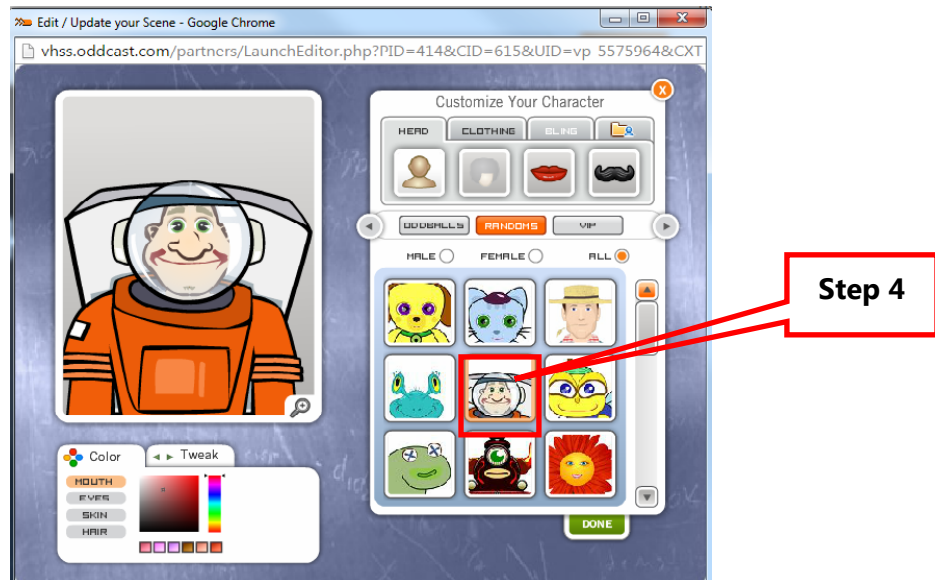 Edit / Update your Scene - Google Chrome
vhss.oddcast.com/partners/LaunchEditor.php?PID=414&CID=615&UID=vp_5575964&CXT
X
Customize Your Character
HEAD CLOTHING BLING
ODDBALLS RANDOMS VIP
MALE FEMALE ALL
Step 4
Color Tweak
MOUTH
EYES
SKIN
HAIR
DONE